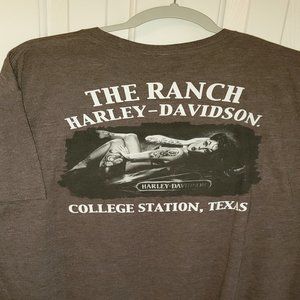 THE RANCH
HARLEY-DAVIDSON
HARLEY-DAVIDSON
COLLEGE STATION, TEXAS